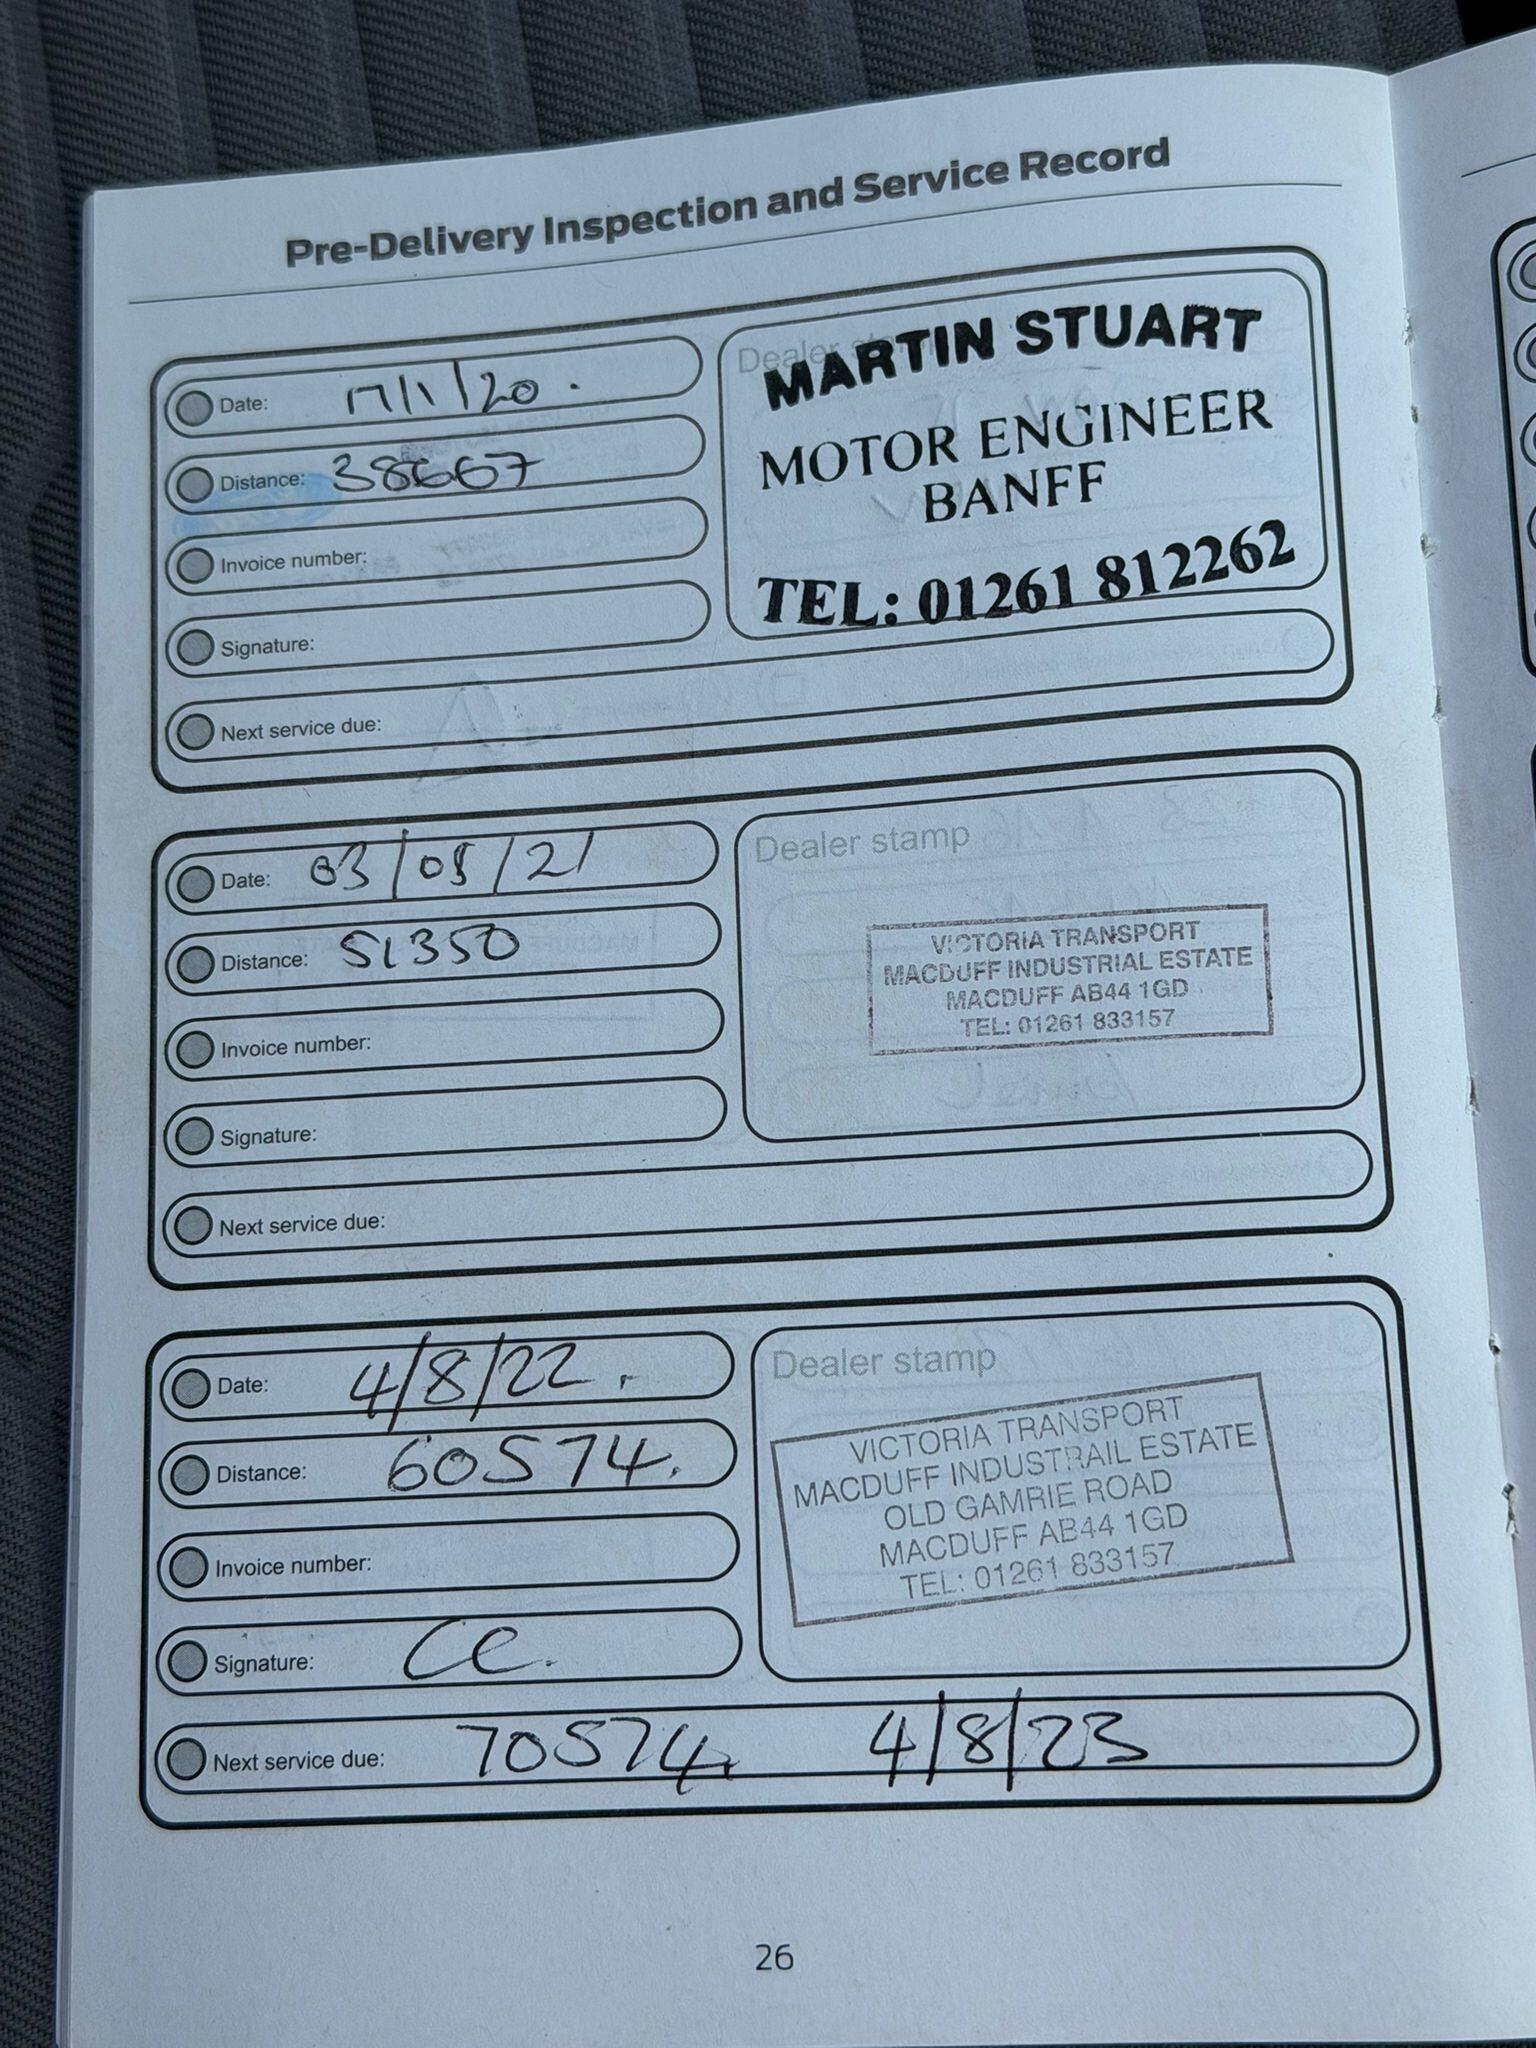 Pre-Delivery Inspection and Service Record
Date: 17/1/20.
Distance: 38667
Invoice number:
Signature:
Next service due:
Dealer
MARTIN STUART
MOTOR ENGINEER
BANFF
TEL: 01261 812262
Date: 03/05/21
Distance: 51350
Invoice number:
Signature:
Next service due:
Dealer stamp
VICTORIA TRANSPORT
MACDUFF INDUSTRIAL ESTATE
MACDUFF AB44 1GD
TEL: 01261 833157
Date: 4/8/22.
Distance: 60574.
Invoice number:
Signature: CC.
Next service due: 70574. 4/8/23
Dealer stamp
VICTORIA TRANSPORT
MACDUFF INDUSTRAIL ESTATE
OLD GAMRIE ROAD
MACDUFF AB44 1GD
TEL: 01261 833157
26